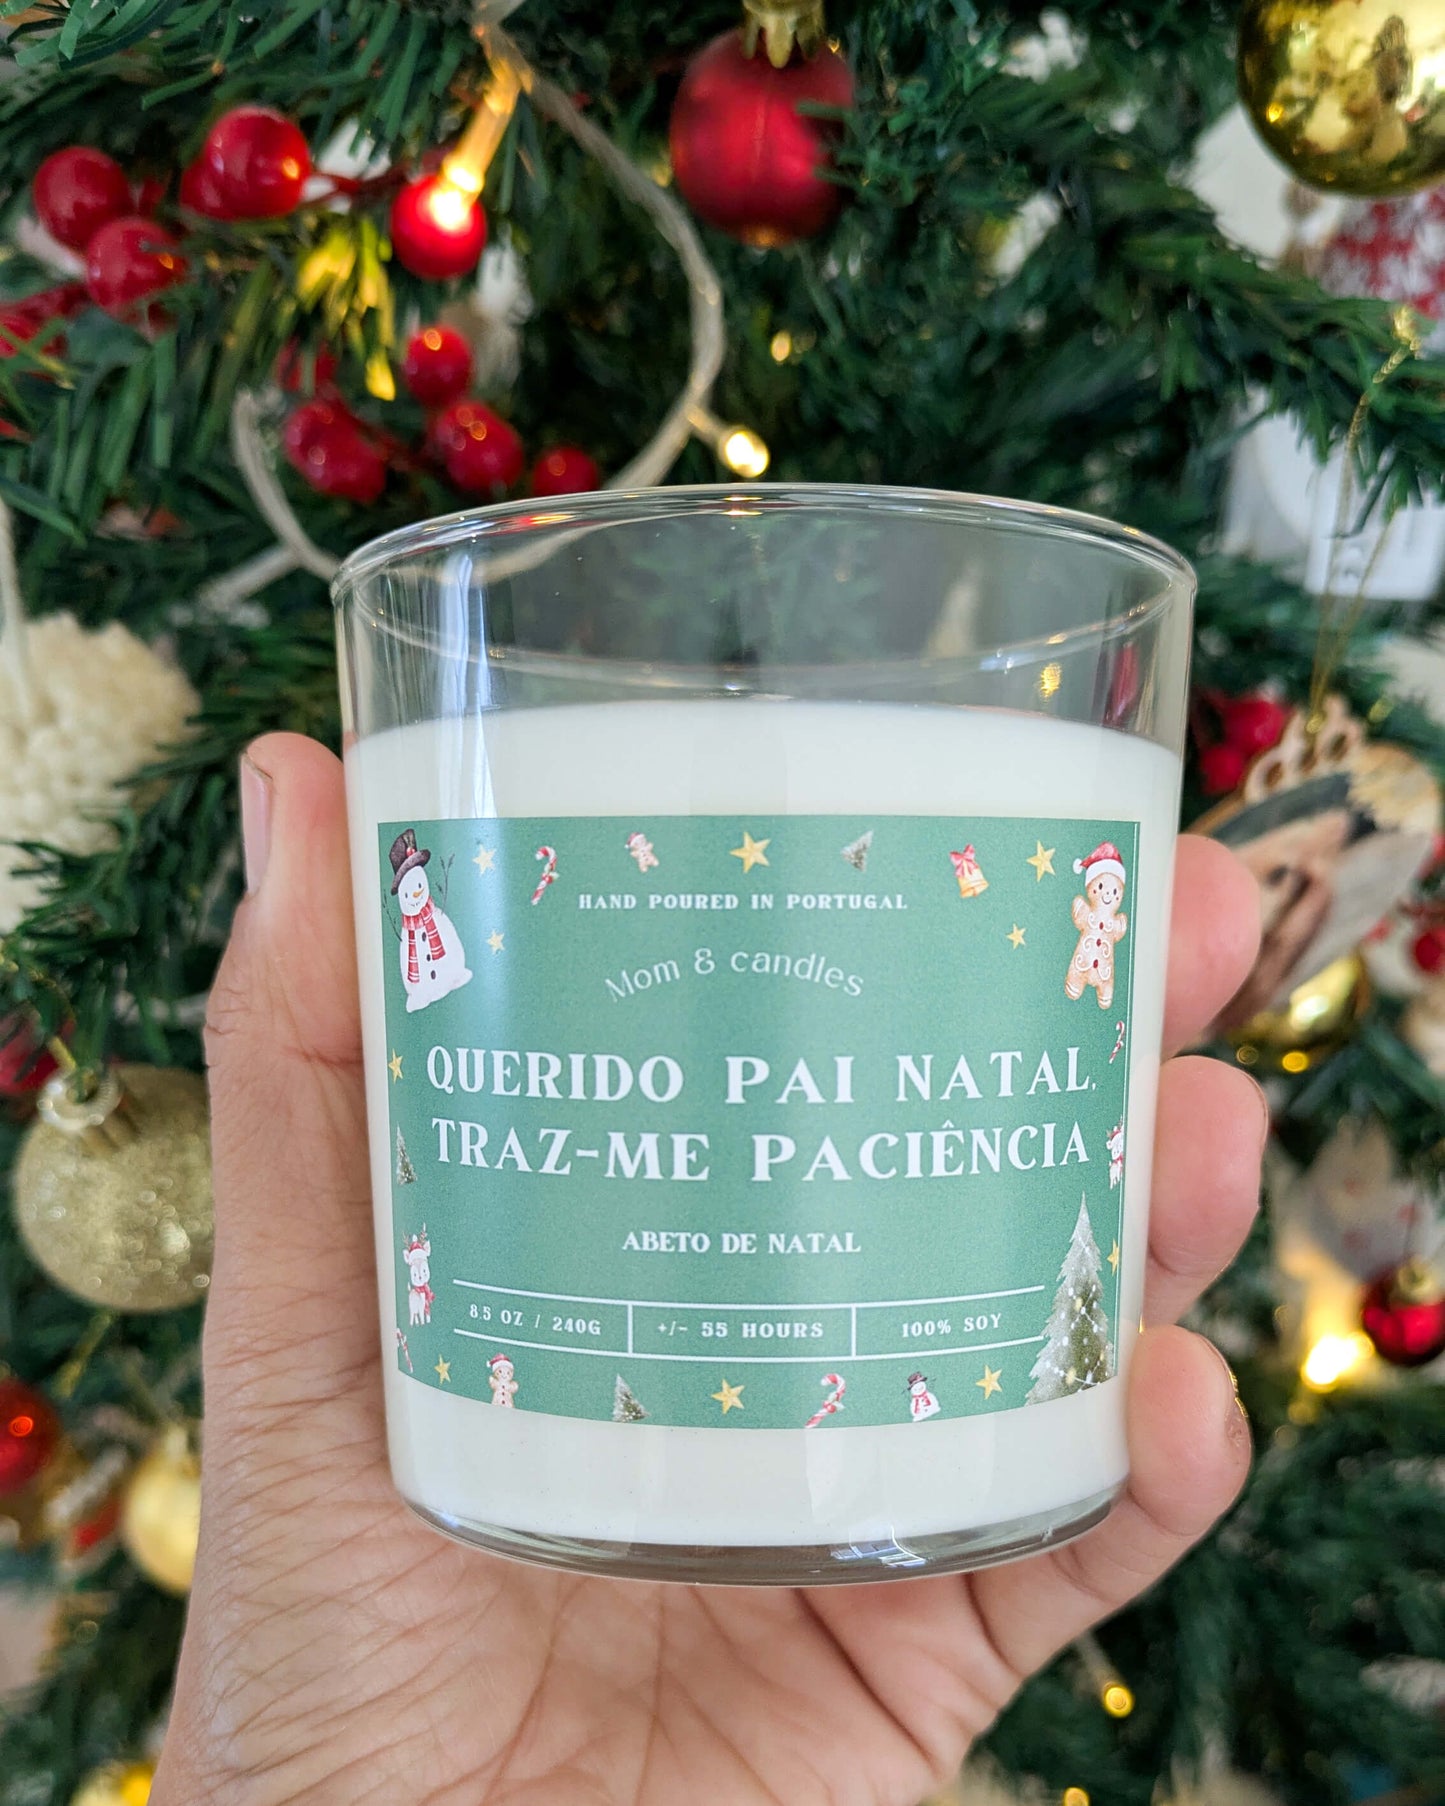 HAND POURED IN PORTUGAL
Mom & candles
QUERIDO PAI NATAL,
TRAZ-ME PACIÊNCIA
ABETO DE NATAL
8.5 OZ / 240G
+/- 55 HOURS
100% SOY